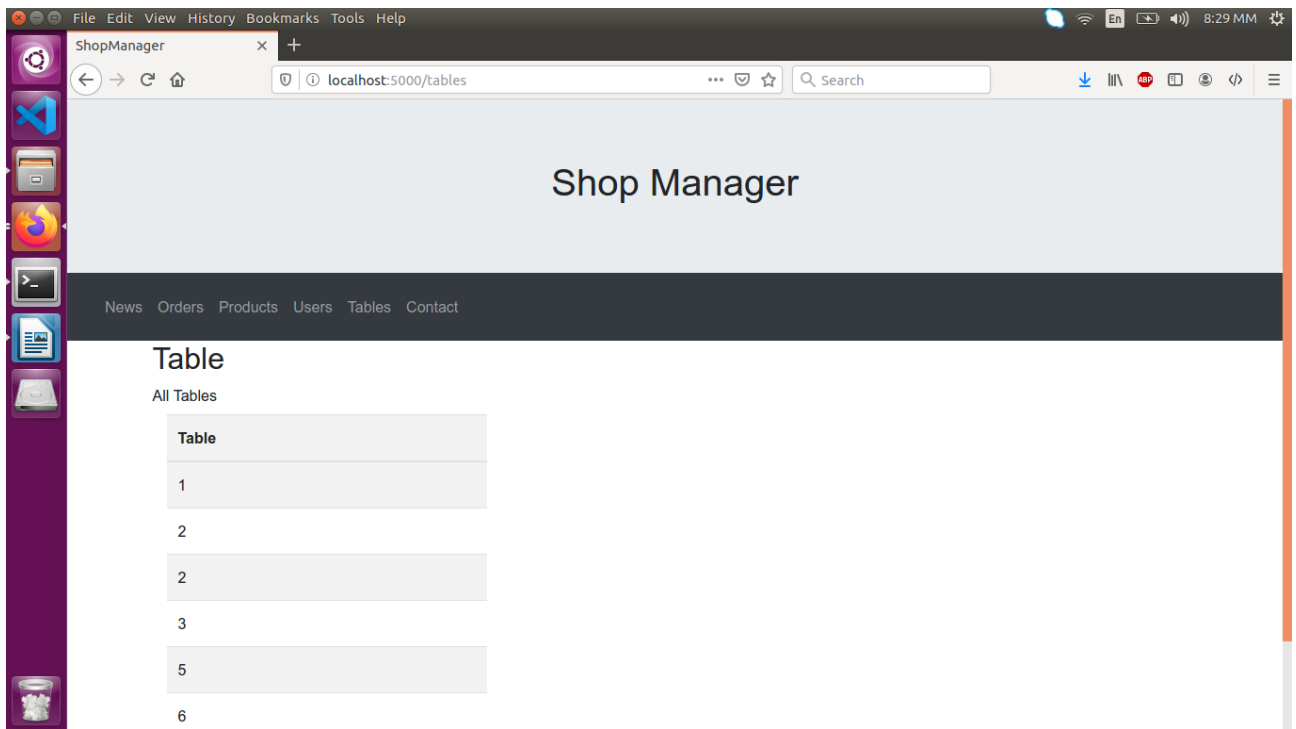 File Edit View History Bookmarks Tools Help En 8:29 MM
ShopManager
localhost:5000/tables Search ABP
Shop Manager
News Orders Products Users Tables Contact
Table
All Tables
Table
1
2
2
3
5
6